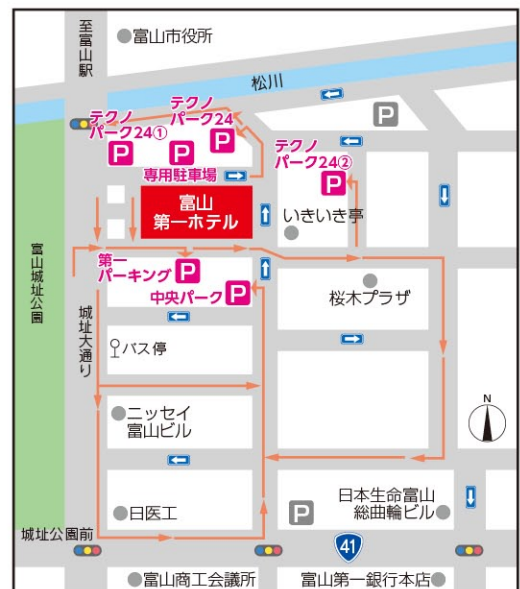 至富山駅
富山市役所
松川
テクノ
パーク24①
P
テクノ
パーク24
P
P
専用駐車場
P
テクノ
パーク24②
P
富山
第一ホテル
いきいき亭
富山城址公園
城址大通り
第一
パーキング
P
中央パーク
P
桜木プラザ
バス停
N
ニッセイ
富山ビル
日医工
P
日本生命富山
総曲輪ビル
城址公園前
41
富山商工会議所
富山第一銀行本店